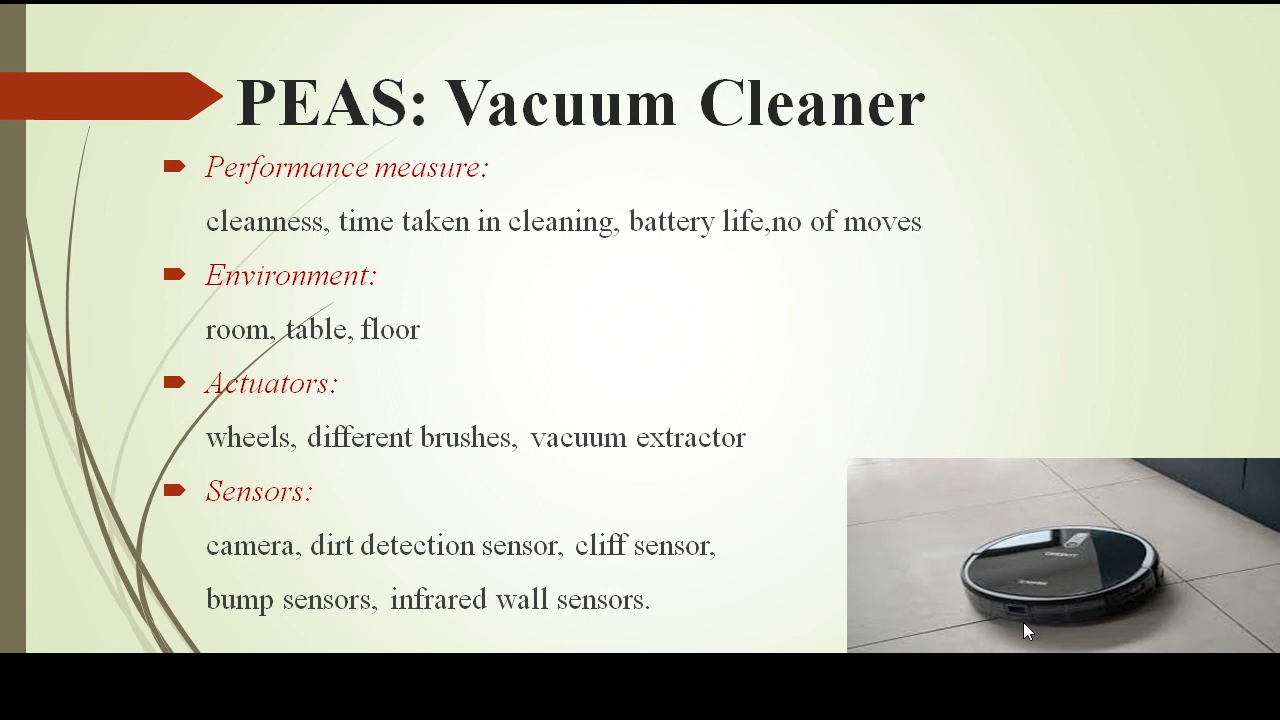 PEAS: Vacuum Cleaner
Performance measure:
cleanness, time taken in cleaning, battery life,no of moves
Environment:
room, table, floor
Actuators:
wheels, different brushes, vacuum extractor
Sensors:
camera, dirt detection sensor, cliff sensor,
bump sensors, infrared wall sensors.